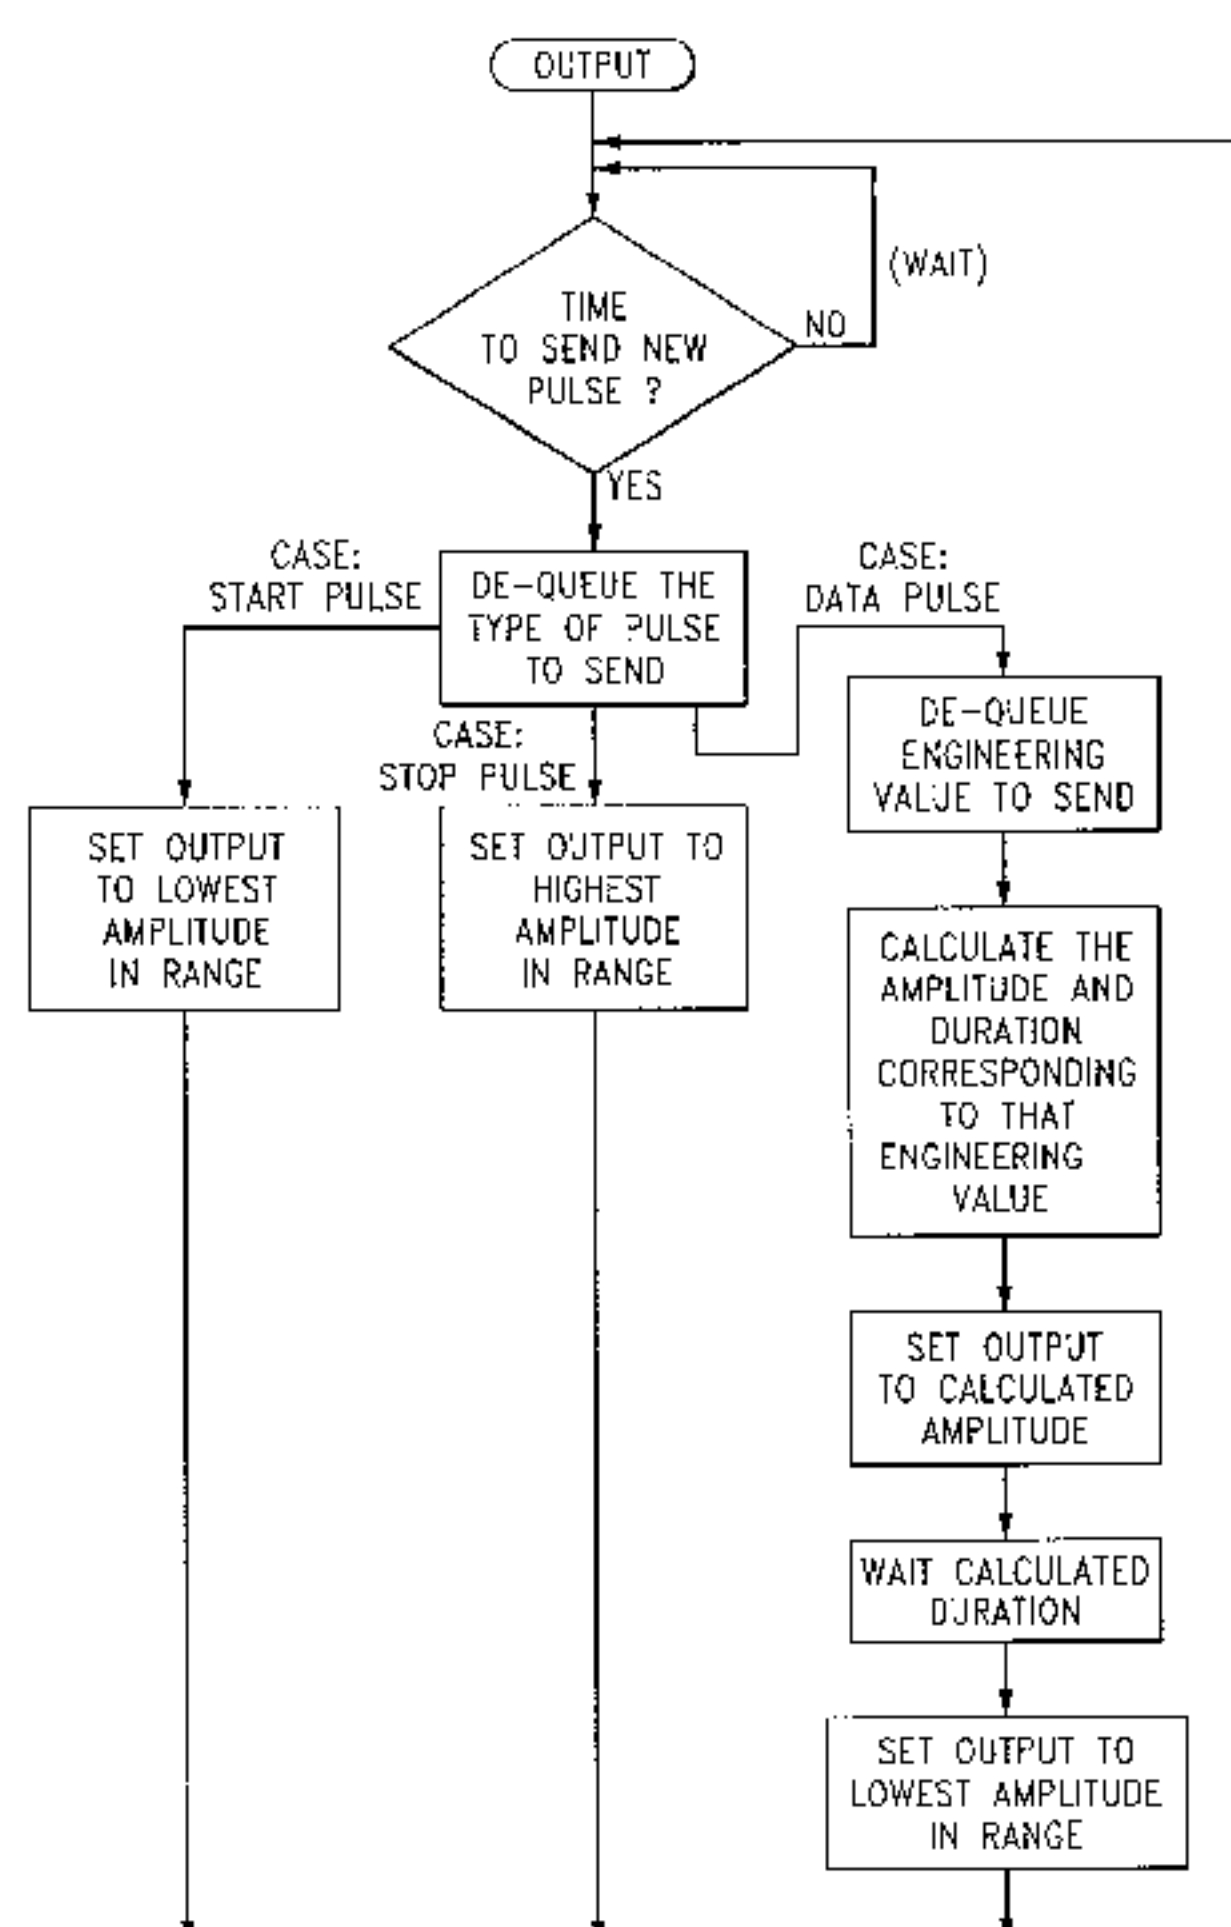 OUTPUT
(WAIT)
TIME
TO SEND NEW
PULSE ?
NO
YES
CASE:
START PULSE
DE-QUEUE THE
TYPE OF PULSE
TO SEND
CASE:
DATA PULSE
CASE:
STOP PULSE
DE-QUEUE
ENGINEERING
VALUE TO SEND
SET OUTPUT
TO LOWEST
AMPLITUDE
IN RANGE
SET OUTPUT TO
HIGHEST
AMPLITUDE
IN RANGE
CALCULATE THE
AMPLITUDE AND
DURATION
CORRESPONDING
TO THAT
ENGINEERING
VALUE
SET OUTPUT
TO CALCULATED
AMPLITUDE
WAIT CALCULATED
DURATION
SET OUTPUT TO
LOWEST AMPLITUDE
IN RANGE